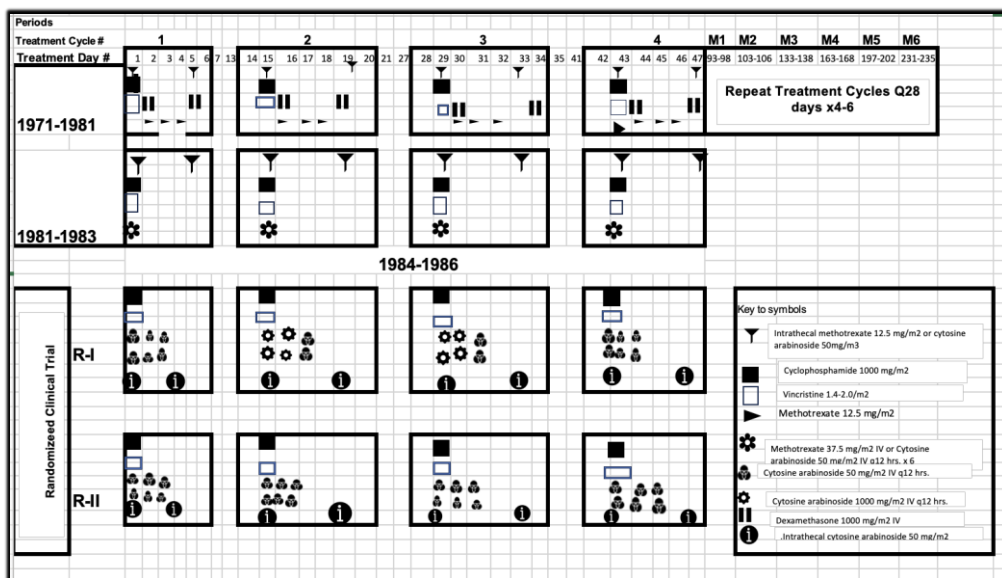 Periods
Treatment Cycle # 1 2 3 4 M1 M2 M3 M4 M5 M6
Treatment Day # 1 2 3 4 5 6 7 13 14 15 16 17 18 19 20 21 27 28 29 30 31 32 33 34 35 41 42 43 44 45 46 47 93-98 103-106 133-138 163-168 197-202 231-235
Repeat Treatment Cycles Q28
days x4-6
1971-1981
1981-1983
1984-1986
Randomizeed Clinical Trial
R-I
R-II
Key to symbols
Intrathecal methotrexate 12.5 mg/m2 or cytosine
arabinoside 50mg/m3
Cyclophosphamide 1000 mg/m2
Vincristine 1.4-2.0/m2
Methotrexate 12.5 mg/m2
Methotrexate 37.5 mg/m2 IV or Cytosine
arabinoside 50 mg/m2 IV q12 hrs. x 6
Cytosine arabinoside 50 mg/m2 IV q12 hrs.
Cytosine arabinoside 1000 mg/m2 IV q12 hrs.
Dexamethasone 1000 mg/m2 IV
.Intrathecal cytosine arabinoside 50 mg/m2